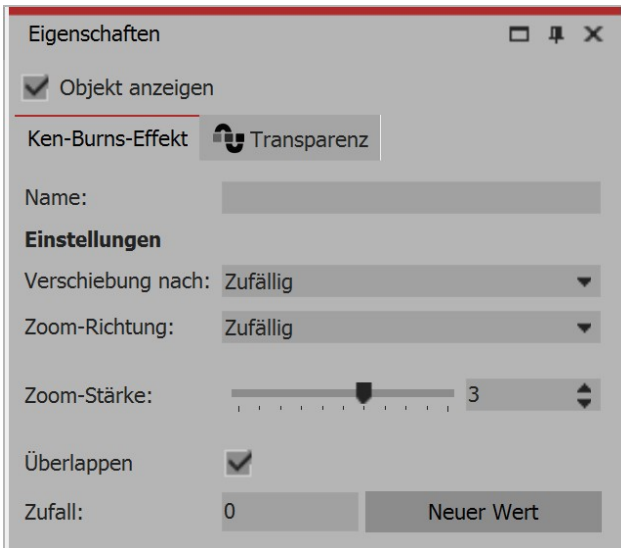 Eigenschaften
Objekt anzeigen
Ken-Burns-Effekt Transparenz
Name:
Einstellungen
Verschiebung nach: Zufällig
Zoom-Richtung: Zufällig
Zoom-Stärke: 3
Überlappen
Zufall: 0 Neuer Wert